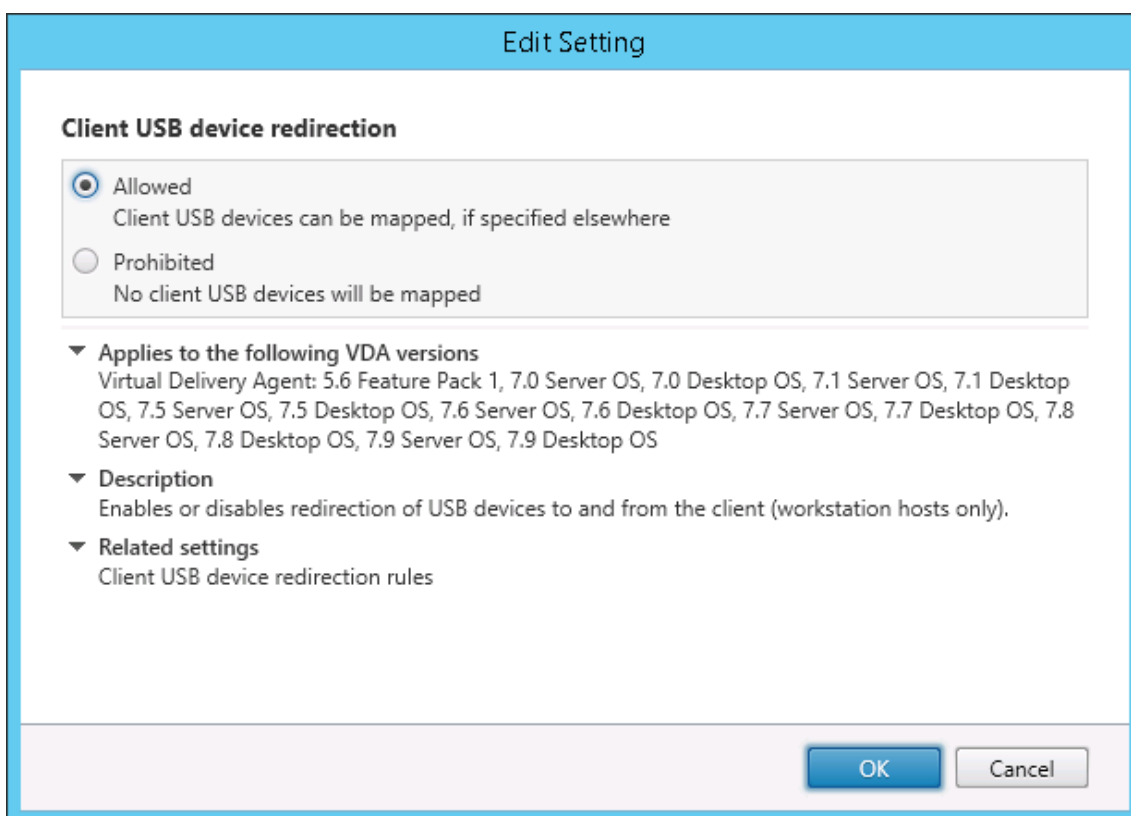 Edit Setting
Client USB device redirection
Allowed
Client USB devices can be mapped, if specified elsewhere
Prohibited
No client USB devices will be mapped
Applies to the following VDA versions
Virtual Delivery Agent: 5.6 Feature Pack 1, 7.0 Server OS, 7.0 Desktop OS, 7.1 Server OS, 7.1 Desktop
OS, 7.5 Server OS, 7.5 Desktop OS, 7.6 Server OS, 7.6 Desktop OS, 7.7 Server OS, 7.7 Desktop OS, 7.8
Server OS, 7.8 Desktop OS, 7.9 Server OS, 7.9 Desktop OS
Description
Enables or disables redirection of USB devices to and from the client (workstation hosts only).
Related settings
Client USB device redirection rules
OK
Cancel